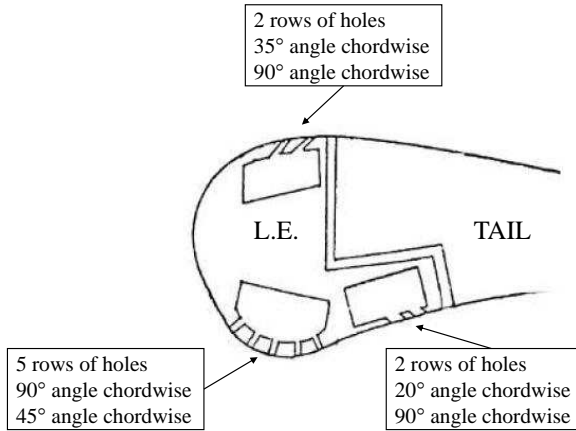 2 rows of holes
35° angle chordwise
90° angle chordwise
L.E.
TAIL
5 rows of holes
90° angle chordwise
45° angle chordwise
2 rows of holes
20° angle chordwise
90° angle chordwise